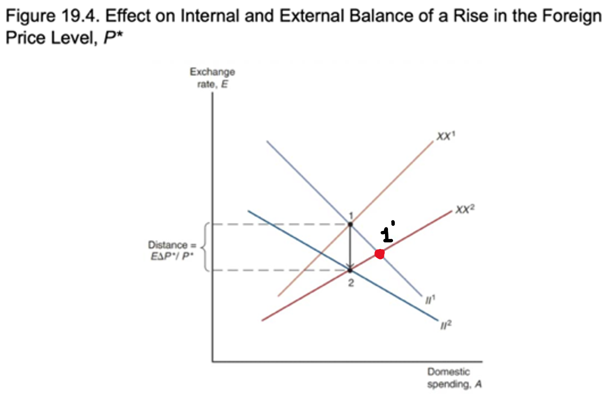 Figure 19.4. Effect on Internal and External Balance of a Rise in the Foreign
Price Level, P*
Exchange
rate, E
XX¹
1
1'
XX²
Distance =
EΔP*/ P*
2
II¹
II²
Domestic
spending, A